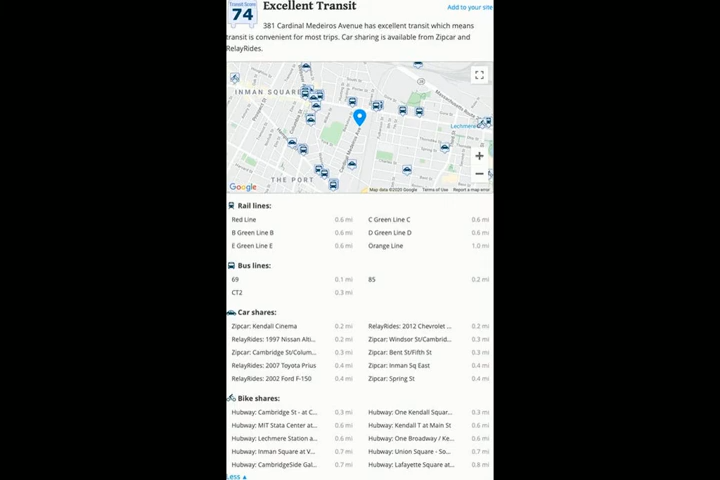 Transit Score
74
Excellent Transit
Add to your site
381 Cardinal Medeiros Avenue has excellent transit which means
transit is convenient for most trips. Car sharing is available from Zipcar and
RelayRides.
INMAN SQUARE
Prospect St
Columbia St
Cardinal Medeiros Ave
Massachusetts Route
28
Lechmere
THE PORT
+
−
Google
Map data ©2020 Google
Terms of Use
Report a map error
Rail lines:
Red Line 0.6 mi C Green Line C 0.6 mi
B Green Line B 0.6 mi D Green Line D 0.6 mi
E Green Line E 0.6 mi Orange Line 1.0 mi
Bus lines:
69 0.1 mi 85 0.2 mi
CT2 0.3 mi
Car shares:
Zipcar: Kendall Cinema 0.2 mi RelayRides: 2012 Chevrolet ... 0.2 mi
RelayRides: 1997 Nissan Alti... 0.2 mi Zipcar: Windsor St/Cambrid... 0.3 mi
Zipcar: Cambridge St/Colum... 0.3 mi Zipcar: Bent St/Fifth St 0.3 mi
RelayRides: 2007 Toyota Prius 0.4 mi Zipcar: Inman Sq East 0.4 mi
RelayRides: 2002 Ford F-150 0.4 mi Zipcar: Spring St 0.4 mi
Bike shares:
Hubway: Cambridge St - at C... 0.3 mi Hubway: One Kendall Squar... 0.3 mi
Hubway: MIT Stata Center at... 0.6 mi Hubway: Kendall T at Main St 0.6 mi
Hubway: Lechmere Station a... 0.6 mi Hubway: One Broadway / Ke... 0.6 mi
Hubway: Inman Square at V... 0.7 mi Hubway: Union Square - So... 0.7 mi
Hubway: CambridgeSide Gal... 0.7 mi Hubway: Lafayette Square at... 0.8 mi
Less ▲